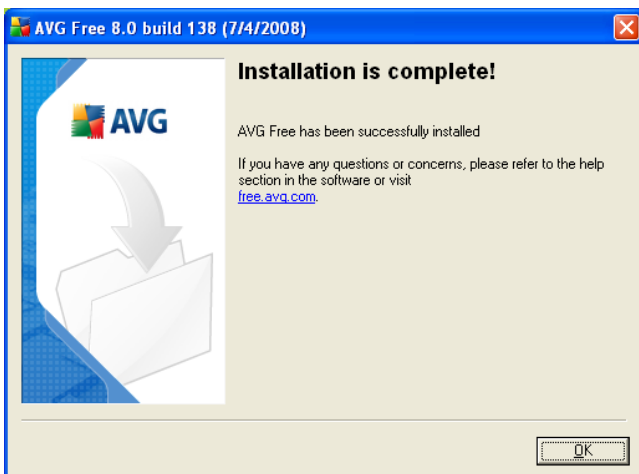 AVG Free 8.0 build 138 (7/4/2008)
Installation is complete!
AVG
AVG Free has been successfully installed
If you have any questions or concerns, please refer to the help
section in the software or visit
free.avg.com.
OK